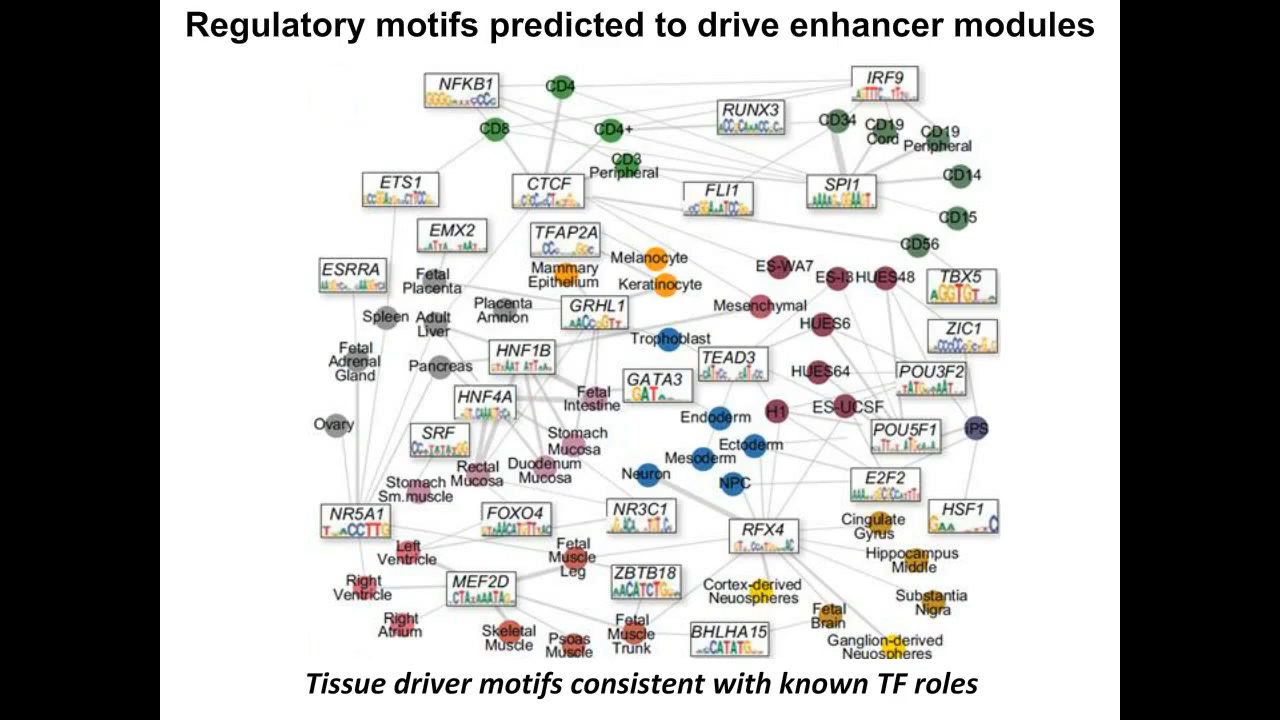 Regulatory motifs predicted to drive enhancer modules
NFKB1
CD4
IRF9
RUNX3
CD34
CD19
Cord
CD19
Peripheral
CD8
CD4+
CD3
Peripheral
CD14
ETS1
CTCF
FLI1
SPI1
CD15
EMX2
TFAP2A
CD56
Melanocyte
ES-WA7
ES-I3
HUES48
TBX5
ESRRA
Fetal
Placenta
Mammary
Epithelium
Keratinocyte
Placenta
Amnion
GRHL1
Mesenchymal
Spleen
Adult
Liver
HUES6
ZIC1
Trophoblast
Fetal
Adrenal
Gland
Pancreas
HNF1B
TEAD3
HUES64
POU3F2
GATA3
HNF4A
Fetal
Intestine
Endoderm
H1
ES-UCSF
Ovary
SRF
Stomach
Mucosa
Ectoderm
POU5F1
iPS
Mesoderm
Rectal
Mucosa
Duodenum
Mucosa
Neuron
NPC
E2F2
Stomach
Sm.muscle
NR5A1
FOXO4
NR3C1
RFX4
Cingulate
Gyrus
HSF1
Left
Ventricle
Fetal
Muscle
Leg
Hippocampus
Middle
Right
Ventricle
MEF2D
ZBTB18
Cortex-derived
Neuospheres
Substantia
Nigra
Right
Atrium
Skeletal
Muscle
Psoas
Muscle
Fetal
Muscle
Trunk
BHLHA15
Fetal
Brain
Ganglion-derived
Neuospheres
Tissue driver motifs consistent with known TF roles